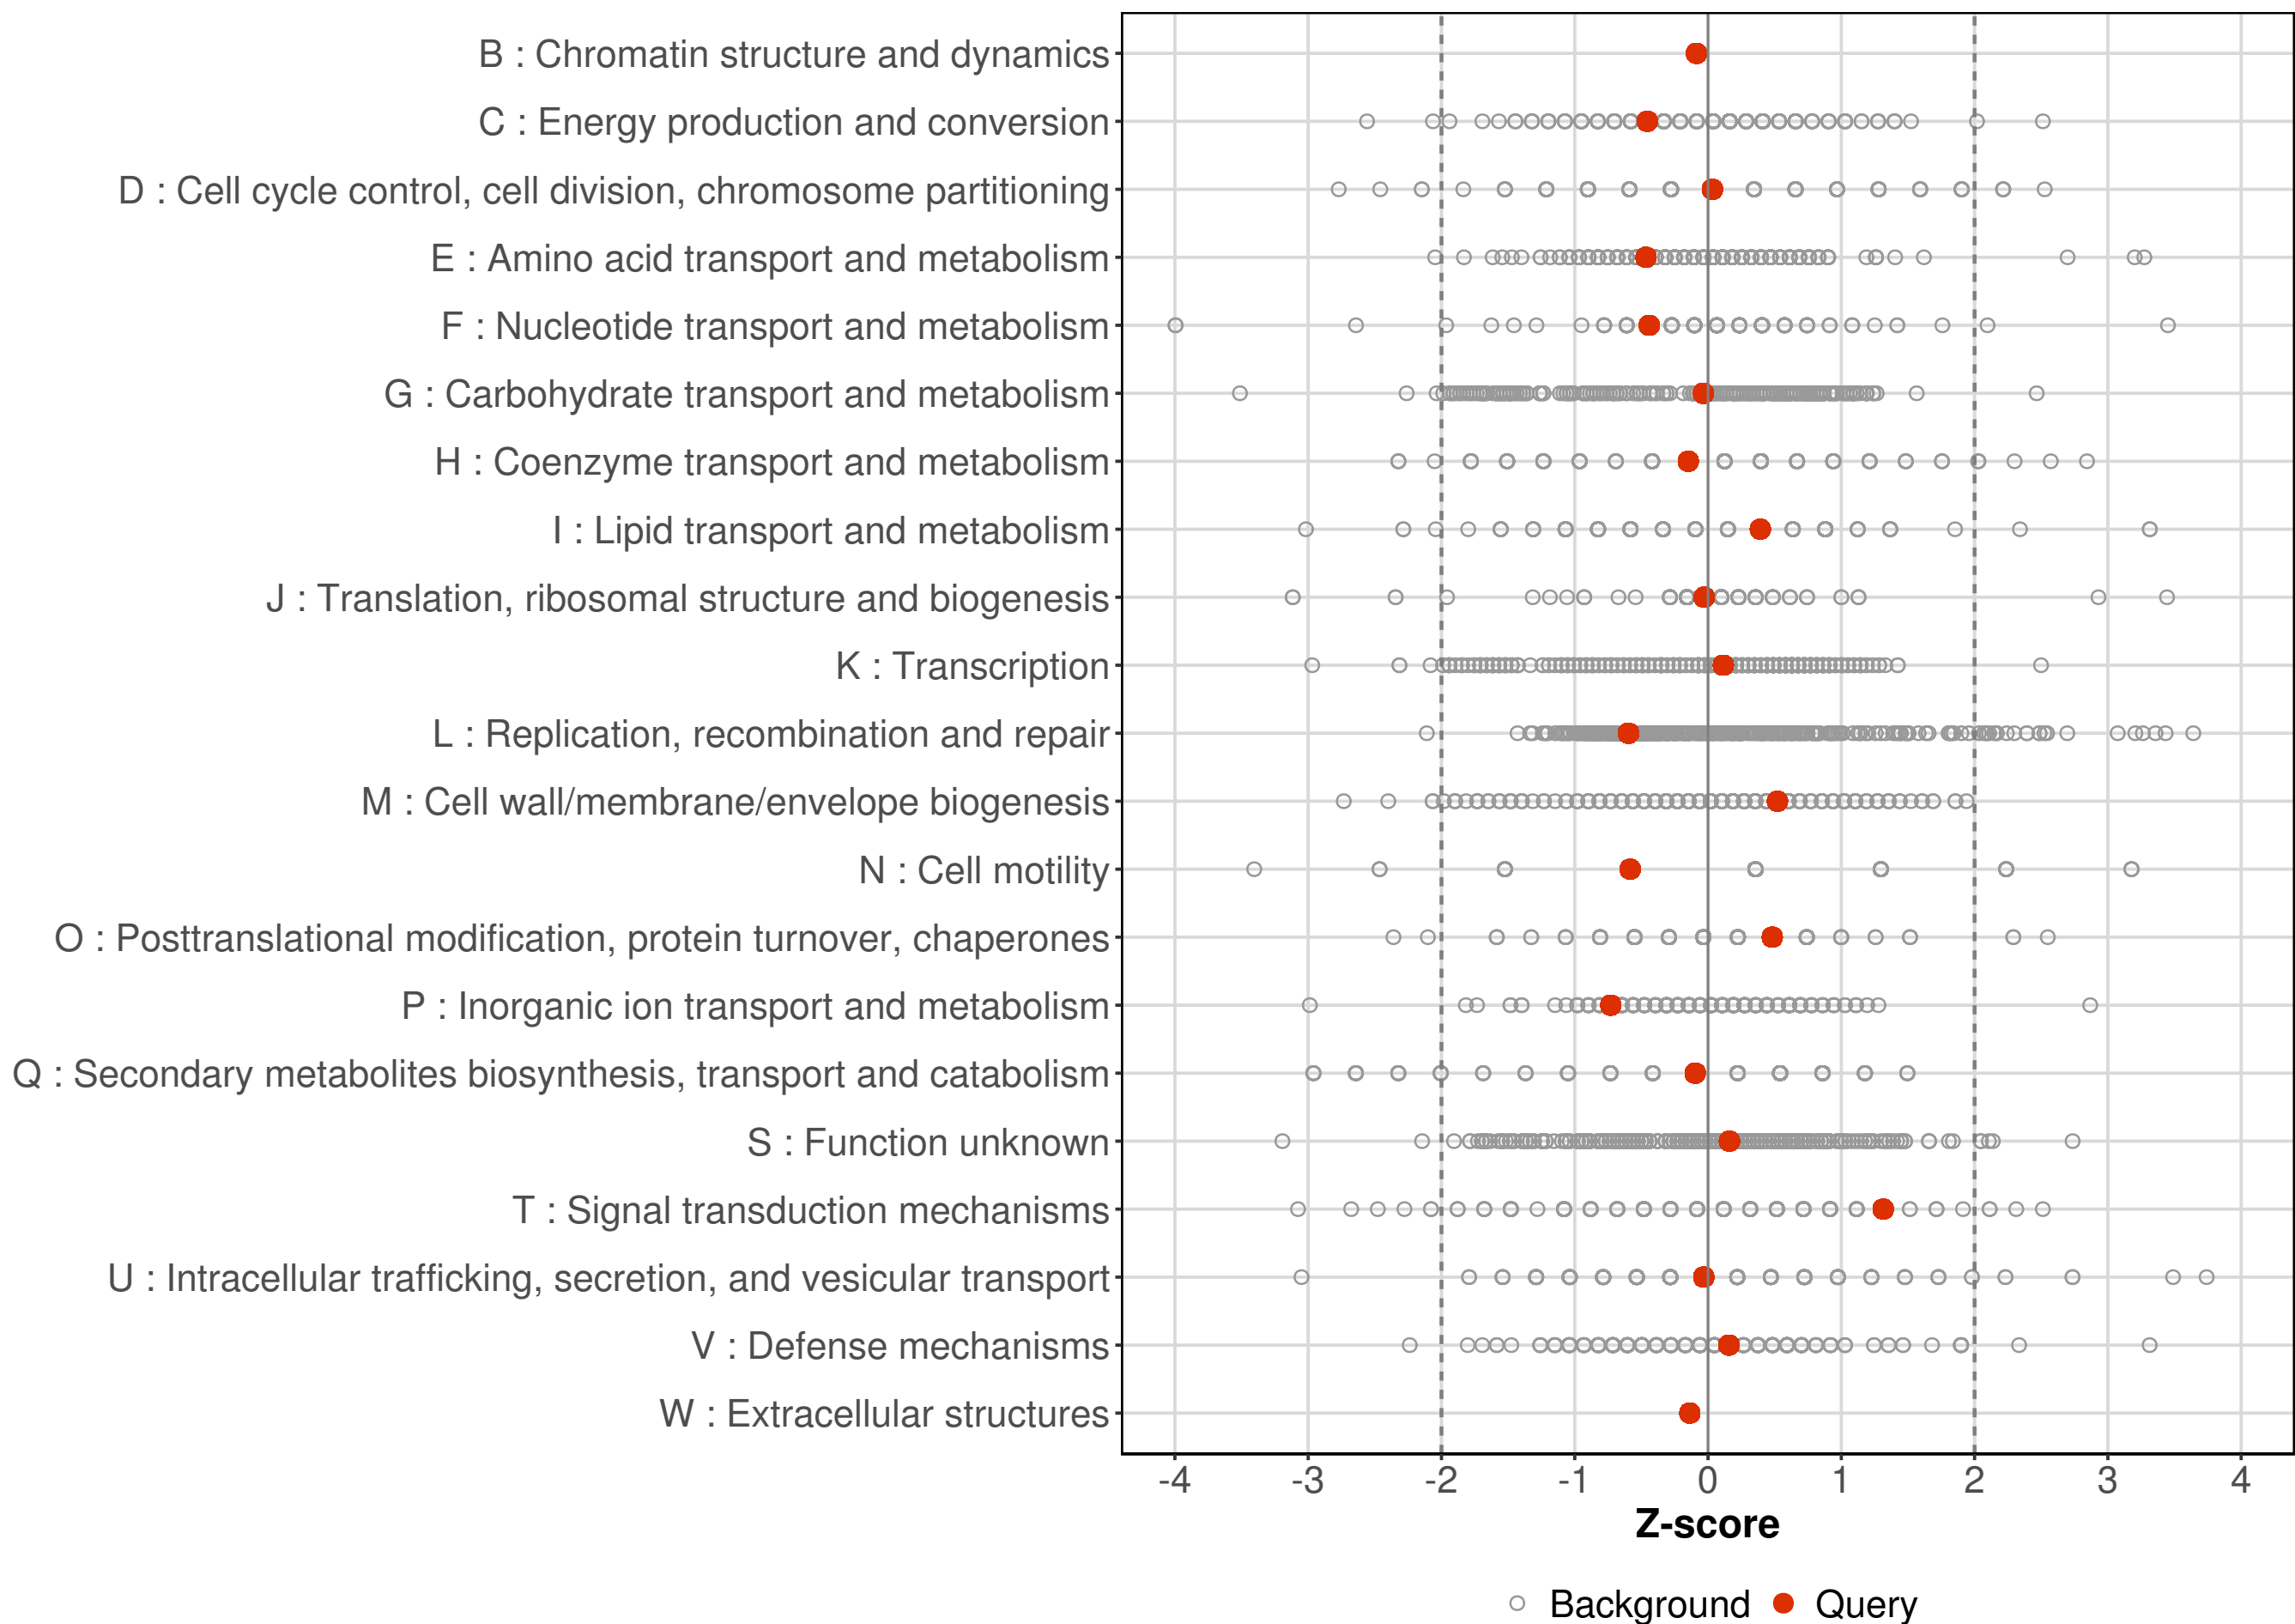 B : Chromatin structure and dynamics
C : Energy production and conversion
D : Cell cycle control, cell division, chromosome partitioning
E : Amino acid transport and metabolism
F : Nucleotide transport and metabolism
G : Carbohydrate transport and metabolism
H : Coenzyme transport and metabolism
I : Lipid transport and metabolism
J : Translation, ribosomal structure and biogenesis
K : Transcription
L : Replication, recombination and repair
M : Cell wall/membrane/envelope biogenesis
N : Cell motility
O : Posttranslational modification, protein turnover, chaperones
P : Inorganic ion transport and metabolism
Q : Secondary metabolites biosynthesis, transport and catabolism
S : Function unknown
T : Signal transduction mechanisms
U : Intracellular trafficking, secretion, and vesicular transport
V : Defense mechanisms
W : Extracellular structures
-4 -3 -2 -1 0 1 2 3 4
Z-score
Background Query